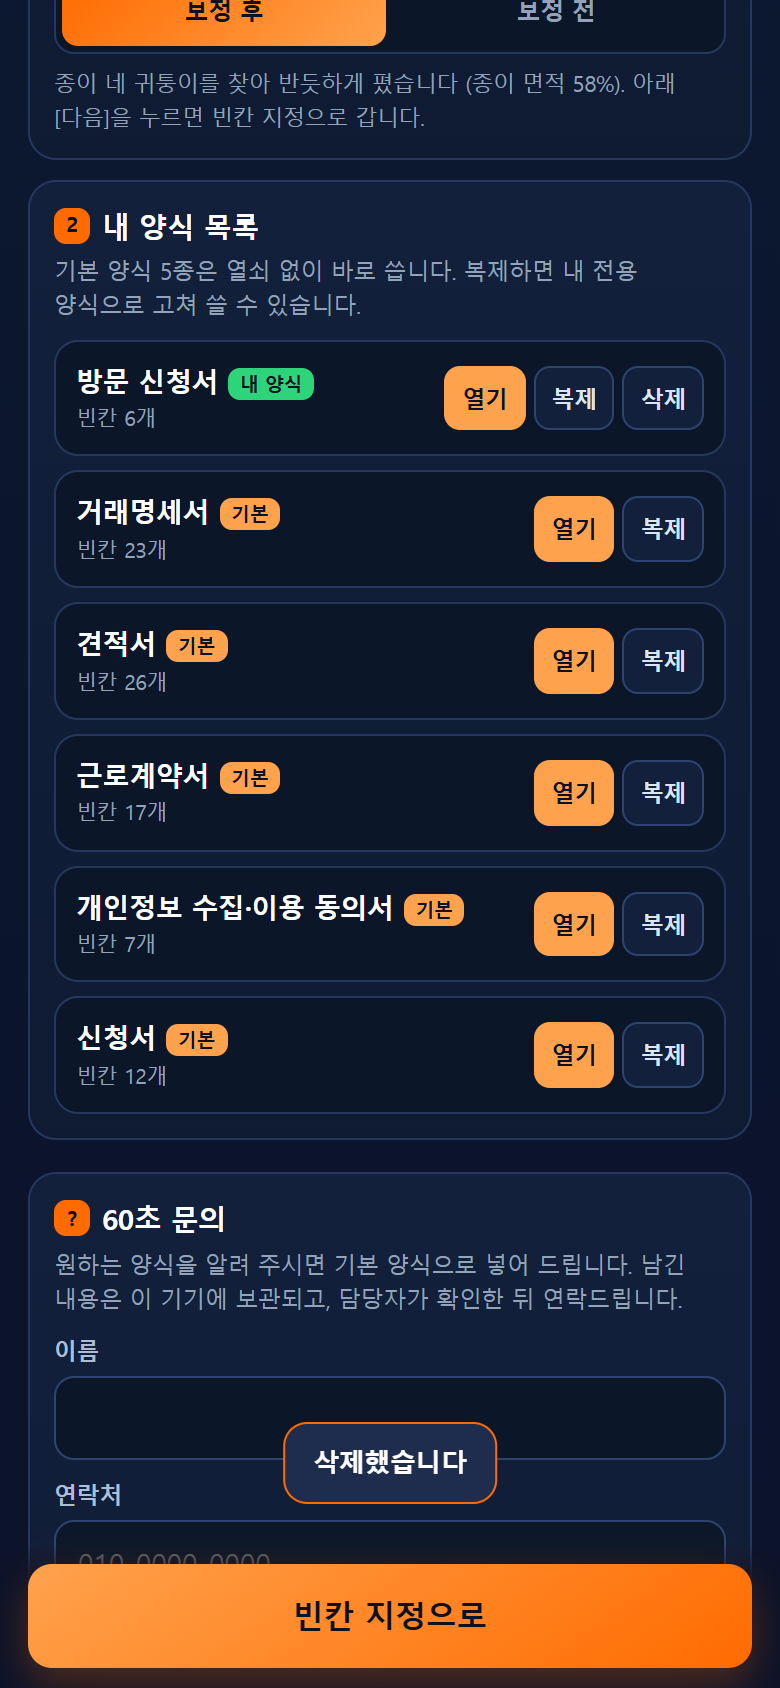 보정 후
보정 전
종이 네 귀퉁이를 찾아 반듯하게 폈습니다 (종이 면적 58%). 아래
[다음]을 누르면 빈칸 지정으로 갑니다.
2 내 양식 목록
기본 양식 5종은 열쇠 없이 바로 씁니다. 복제하면 내 전용
양식으로 고쳐 쓸 수 있습니다.
방문 신청서 내 양식
빈칸 6개
열기 복제 삭제
거래명세서 기본
빈칸 23개
열기 복제
견적서 기본
빈칸 26개
열기 복제
근로계약서 기본
빈칸 17개
열기 복제
개인정보 수집·이용 동의서 기본
빈칸 7개
열기 복제
신청서 기본
빈칸 12개
열기 복제
? 60초 문의
원하는 양식을 알려 주시면 기본 양식으로 넣어 드립니다. 남긴
내용은 이 기기에 보관되고, 담당자가 확인한 뒤 연락드립니다.
이름
삭제했습니다
연락처
010-0000-0000
빈칸 지정으로